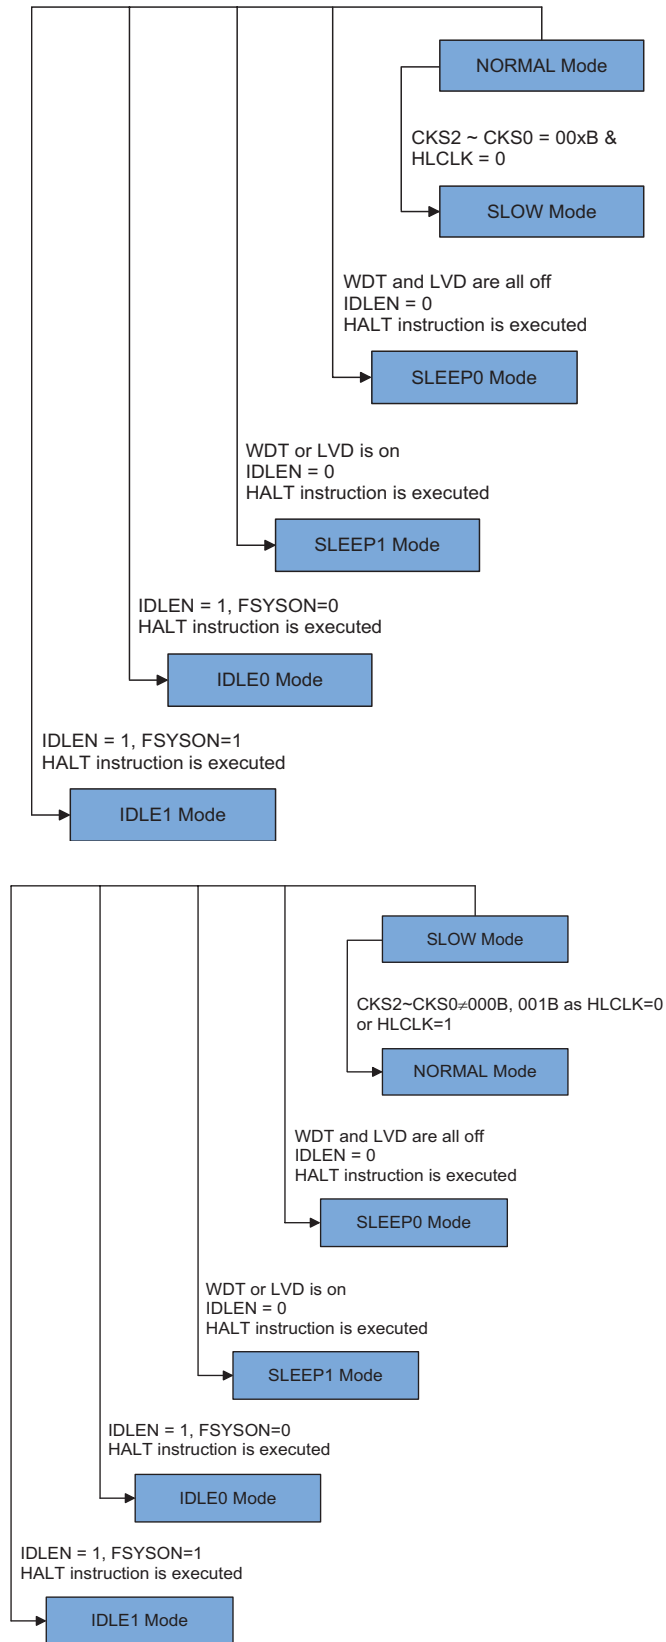 NORMAL Mode
CKS2 ~ CKS0 = 00xB &
HLCLK = 0
SLOW Mode
WDT and LVD are all off
IDLEN = 0
HALT instruction is executed
SLEEP0 Mode
WDT or LVD is on
IDLEN = 0
HALT instruction is executed
SLEEP1 Mode
IDLEN = 1, FSYSON=0
HALT instruction is executed
IDLE0 Mode
IDLEN = 1, FSYSON=1
HALT instruction is executed
IDLE1 Mode
SLOW Mode
CKS2~CKS0≠000B, 001B as HLCLK=0
or HLCLK=1
NORMAL Mode
WDT and LVD are all off
IDLEN = 0
HALT instruction is executed
SLEEP0 Mode
WDT or LVD is on
IDLEN = 0
HALT instruction is executed
SLEEP1 Mode
IDLEN = 1, FSYSON=0
HALT instruction is executed
IDLE0 Mode
IDLEN = 1, FSYSON=1
HALT instruction is executed
IDLE1 Mode